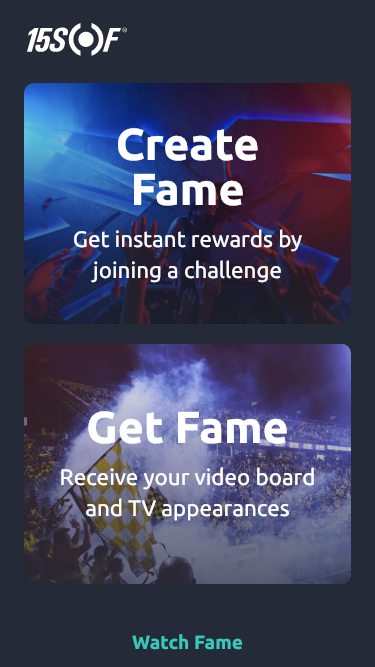 15SOF®
Create
Fame
Get instant rewards by
joining a challenge
Get Fame
Receive your video board
and TV appearances
Watch Fame